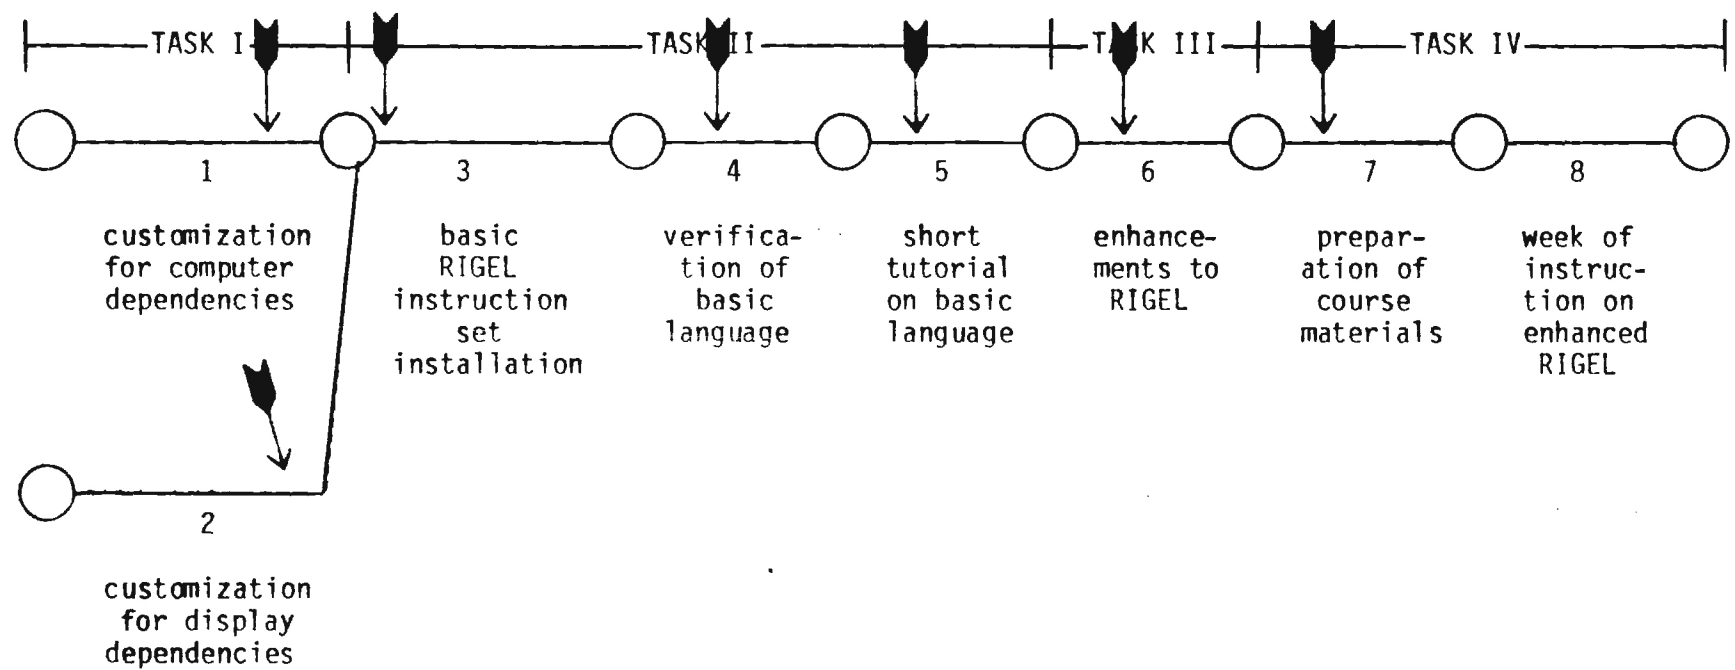 TASK I
TASK II
TASK III
TASK IV
1
3
4
5
6
7
8
customization
for computer
dependencies
basic
RIGEL
instruction
set
installation
verifica-
tion of
basic
language
short
tutorial
on basic
language
enhance-
ments to
RIGEL
prepar-
ation of
course
materials
week of
instruc-
tion on
enhanced
RIGEL
2
customization
for display
dependencies